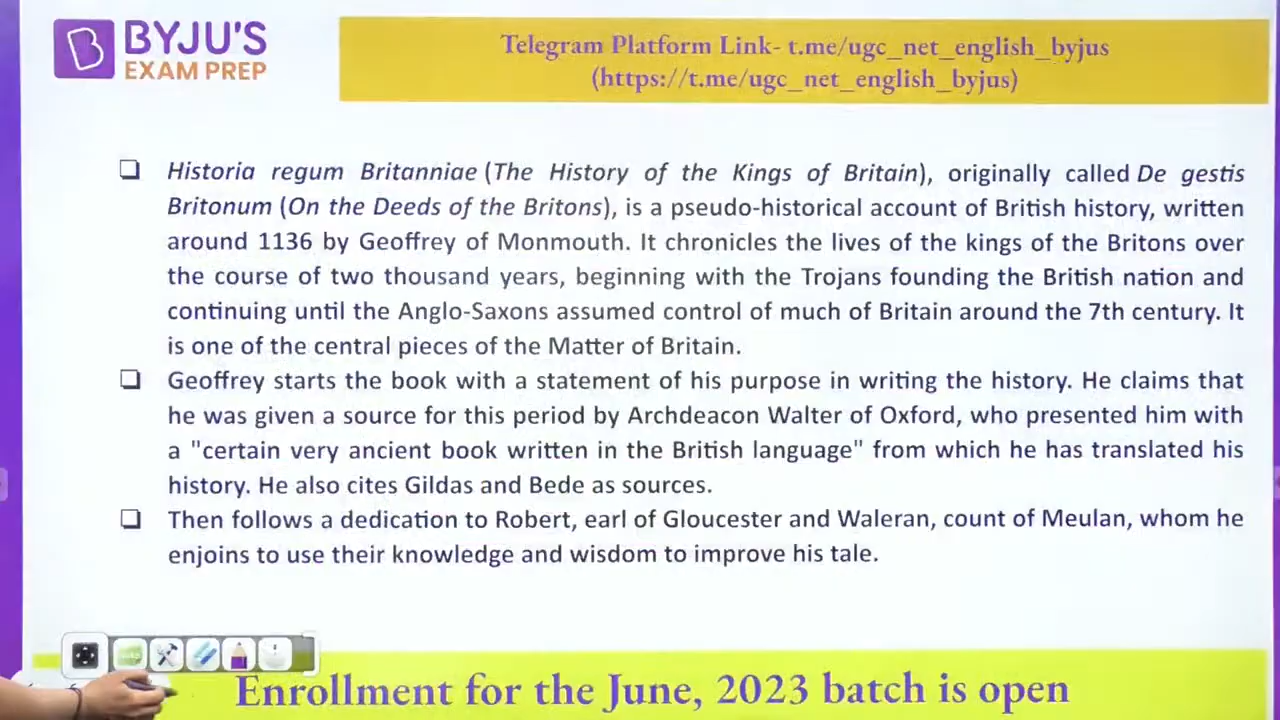 BYJU'S
EXAM PREP
Telegram Platform Link- t.me/ugc_net_english_byjus
(https://t.me/ugc_net_english_byjus)
Historia regum Britanniae (The History of the Kings of Britain), originally called De gestis
Britonum (On the Deeds of the Britons), is a pseudo-historical account of British history, written
around 1136 by Geoffrey of Monmouth. It chronicles the lives of the kings of the Britons over
the course of two thousand years, beginning with the Trojans founding the British nation and
continuing until the Anglo-Saxons assumed control of much of Britain around the 7th century. It
is one of the central pieces of the Matter of Britain.
Geoffrey starts the book with a statement of his purpose in writing the history. He claims that
he was given a source for this period by Archdeacon Walter of Oxford, who presented him with
a "certain very ancient book written in the British language" from which he has translated his
history. He also cites Gildas and Bede as sources.
Then follows a dedication to Robert, earl of Gloucester and Waleran, count of Meulan, whom he
enjoins to use their knowledge and wisdom to improve his tale.
Enrollment for the June, 2023 batch is open